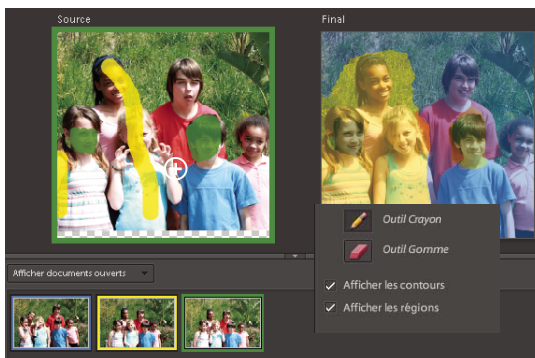 Source
Final
Outil Crayon
Outil Gomme
Afficher documents ouverts
Afficher les contours
Afficher les régions